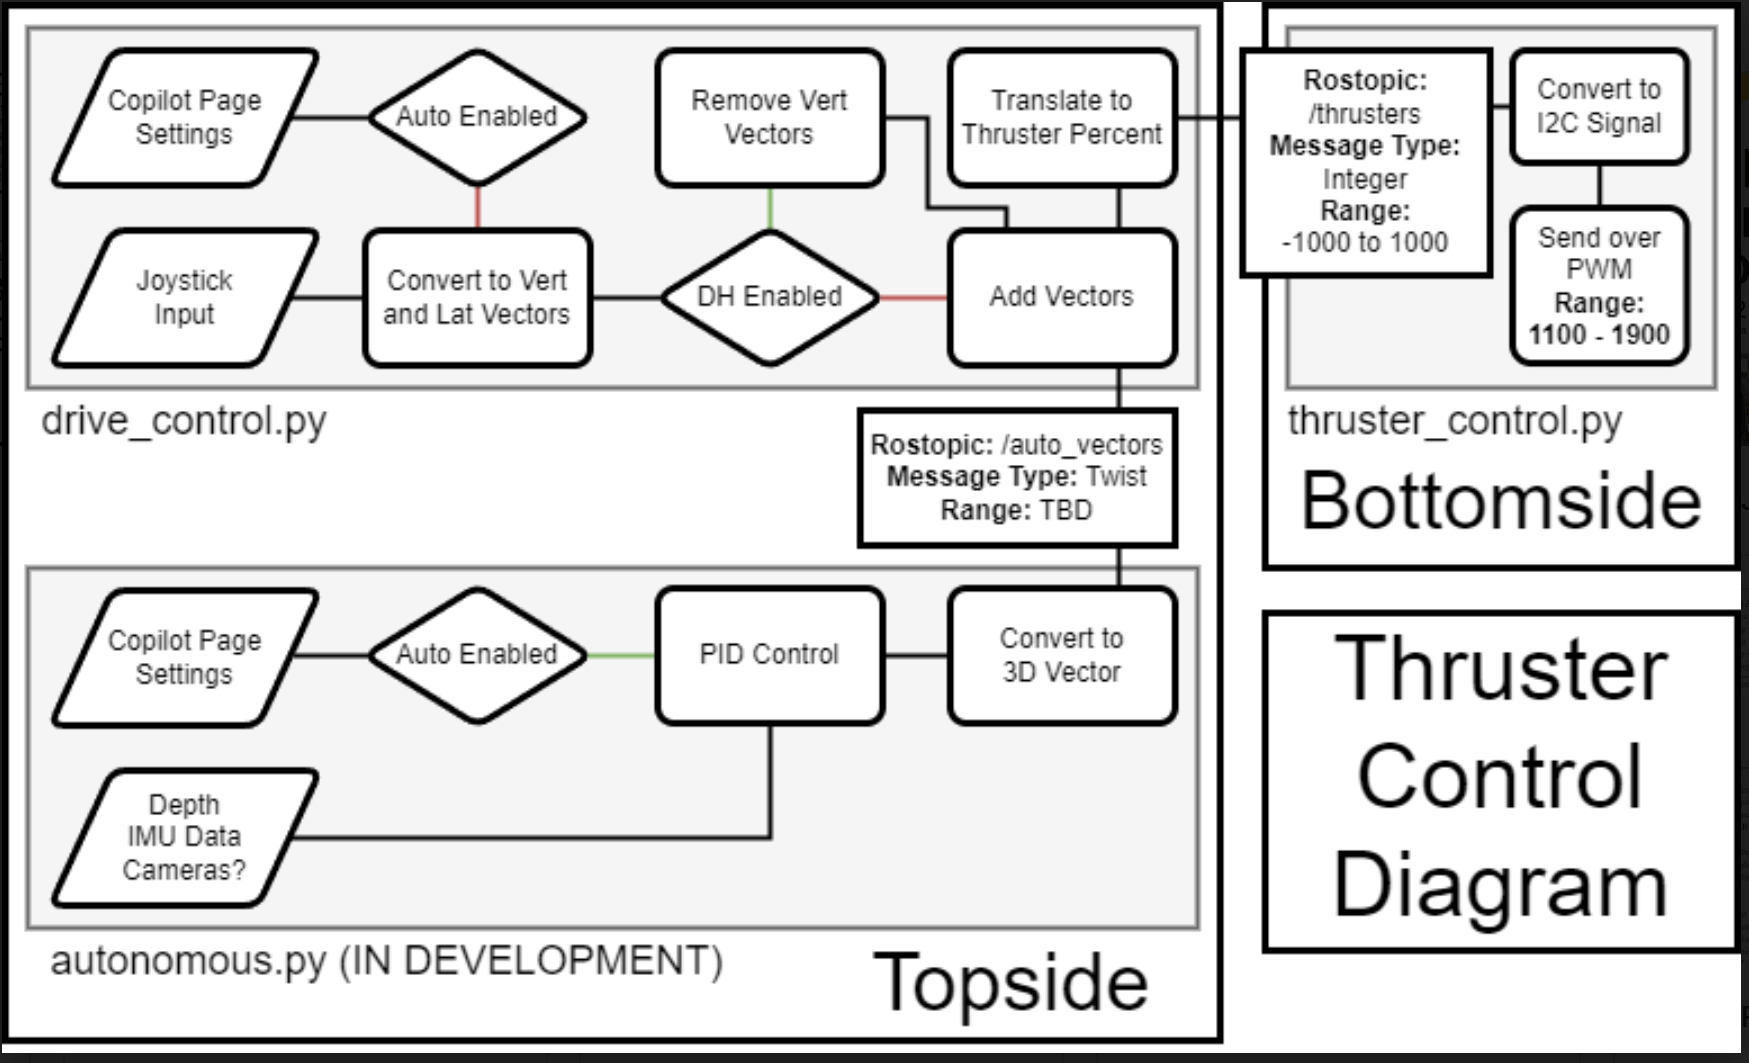 Copilot Page
Settings
Auto Enabled
Remove Vert
Vectors
Translate to
Thruster Percent
Joystick
Input
Convert to Vert
and Lat Vectors
DH Enabled
Add Vectors
drive_control.py
Rostopic:
/thrusters
Message Type:
Integer
Range:
-1000 to 1000
Convert to
I2C Signal
Send over
PWM
Range:
1100 - 1900
thruster_control.py
Bottomside
Rostopic: /auto_vectors
Message Type: Twist
Range: TBD
Copilot Page
Settings
Auto Enabled
PID Control
Convert to
3D Vector
Depth
IMU Data
Cameras?
autonomous.py (IN DEVELOPMENT)
Topside
Thruster
Control
Diagram